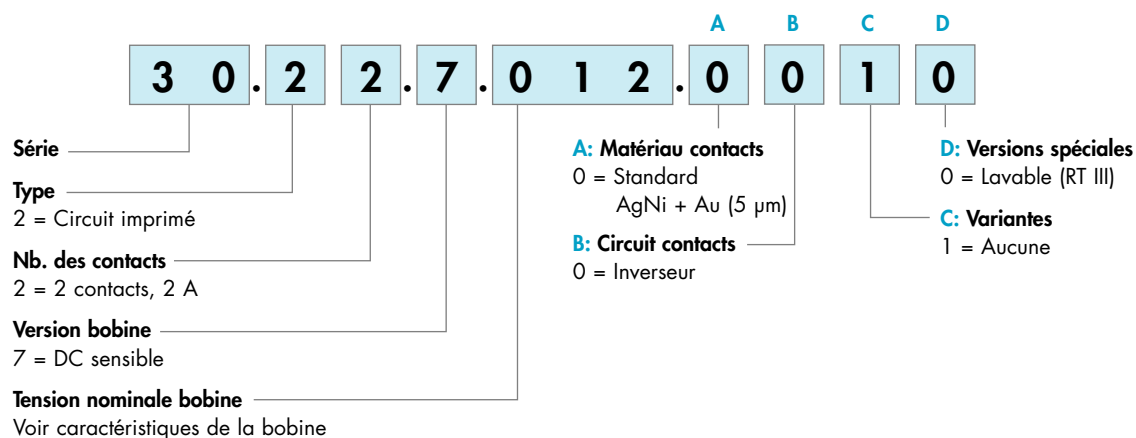 A B C D
3 0 . 2 2 . 7 . 0 1 2 . 0 0 1 0
Série
Type
2 = Circuit imprimé
Nb. des contacts
2 = 2 contacts, 2 A
Version bobine
7 = DC sensible
Tension nominale bobine
Voir caractéristiques de la bobine
A: Matériau contacts
0 = Standard
AgNi + Au (5 µm)
B: Circuit contacts
0 = Inverseur
D: Versions spéciales
0 = Lavable (RT III)
C: Variantes
1 = Aucune